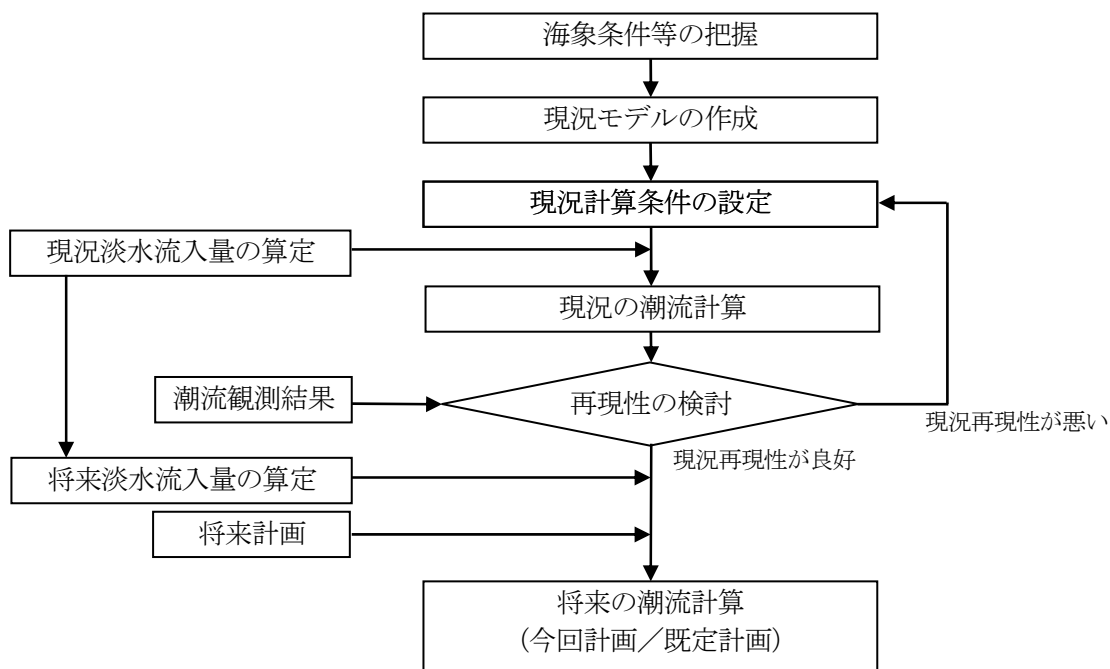 海象条件等の把握
現況モデルの作成
現況計算条件の設定
現況淡水流入量の算定
現況の潮流計算
潮流観測結果
再現性の検討
現況再現性が悪い
現況再現性が良好
将来淡水流入量の算定
将来計画
将来の潮流計算
(今回計画／既定計画)